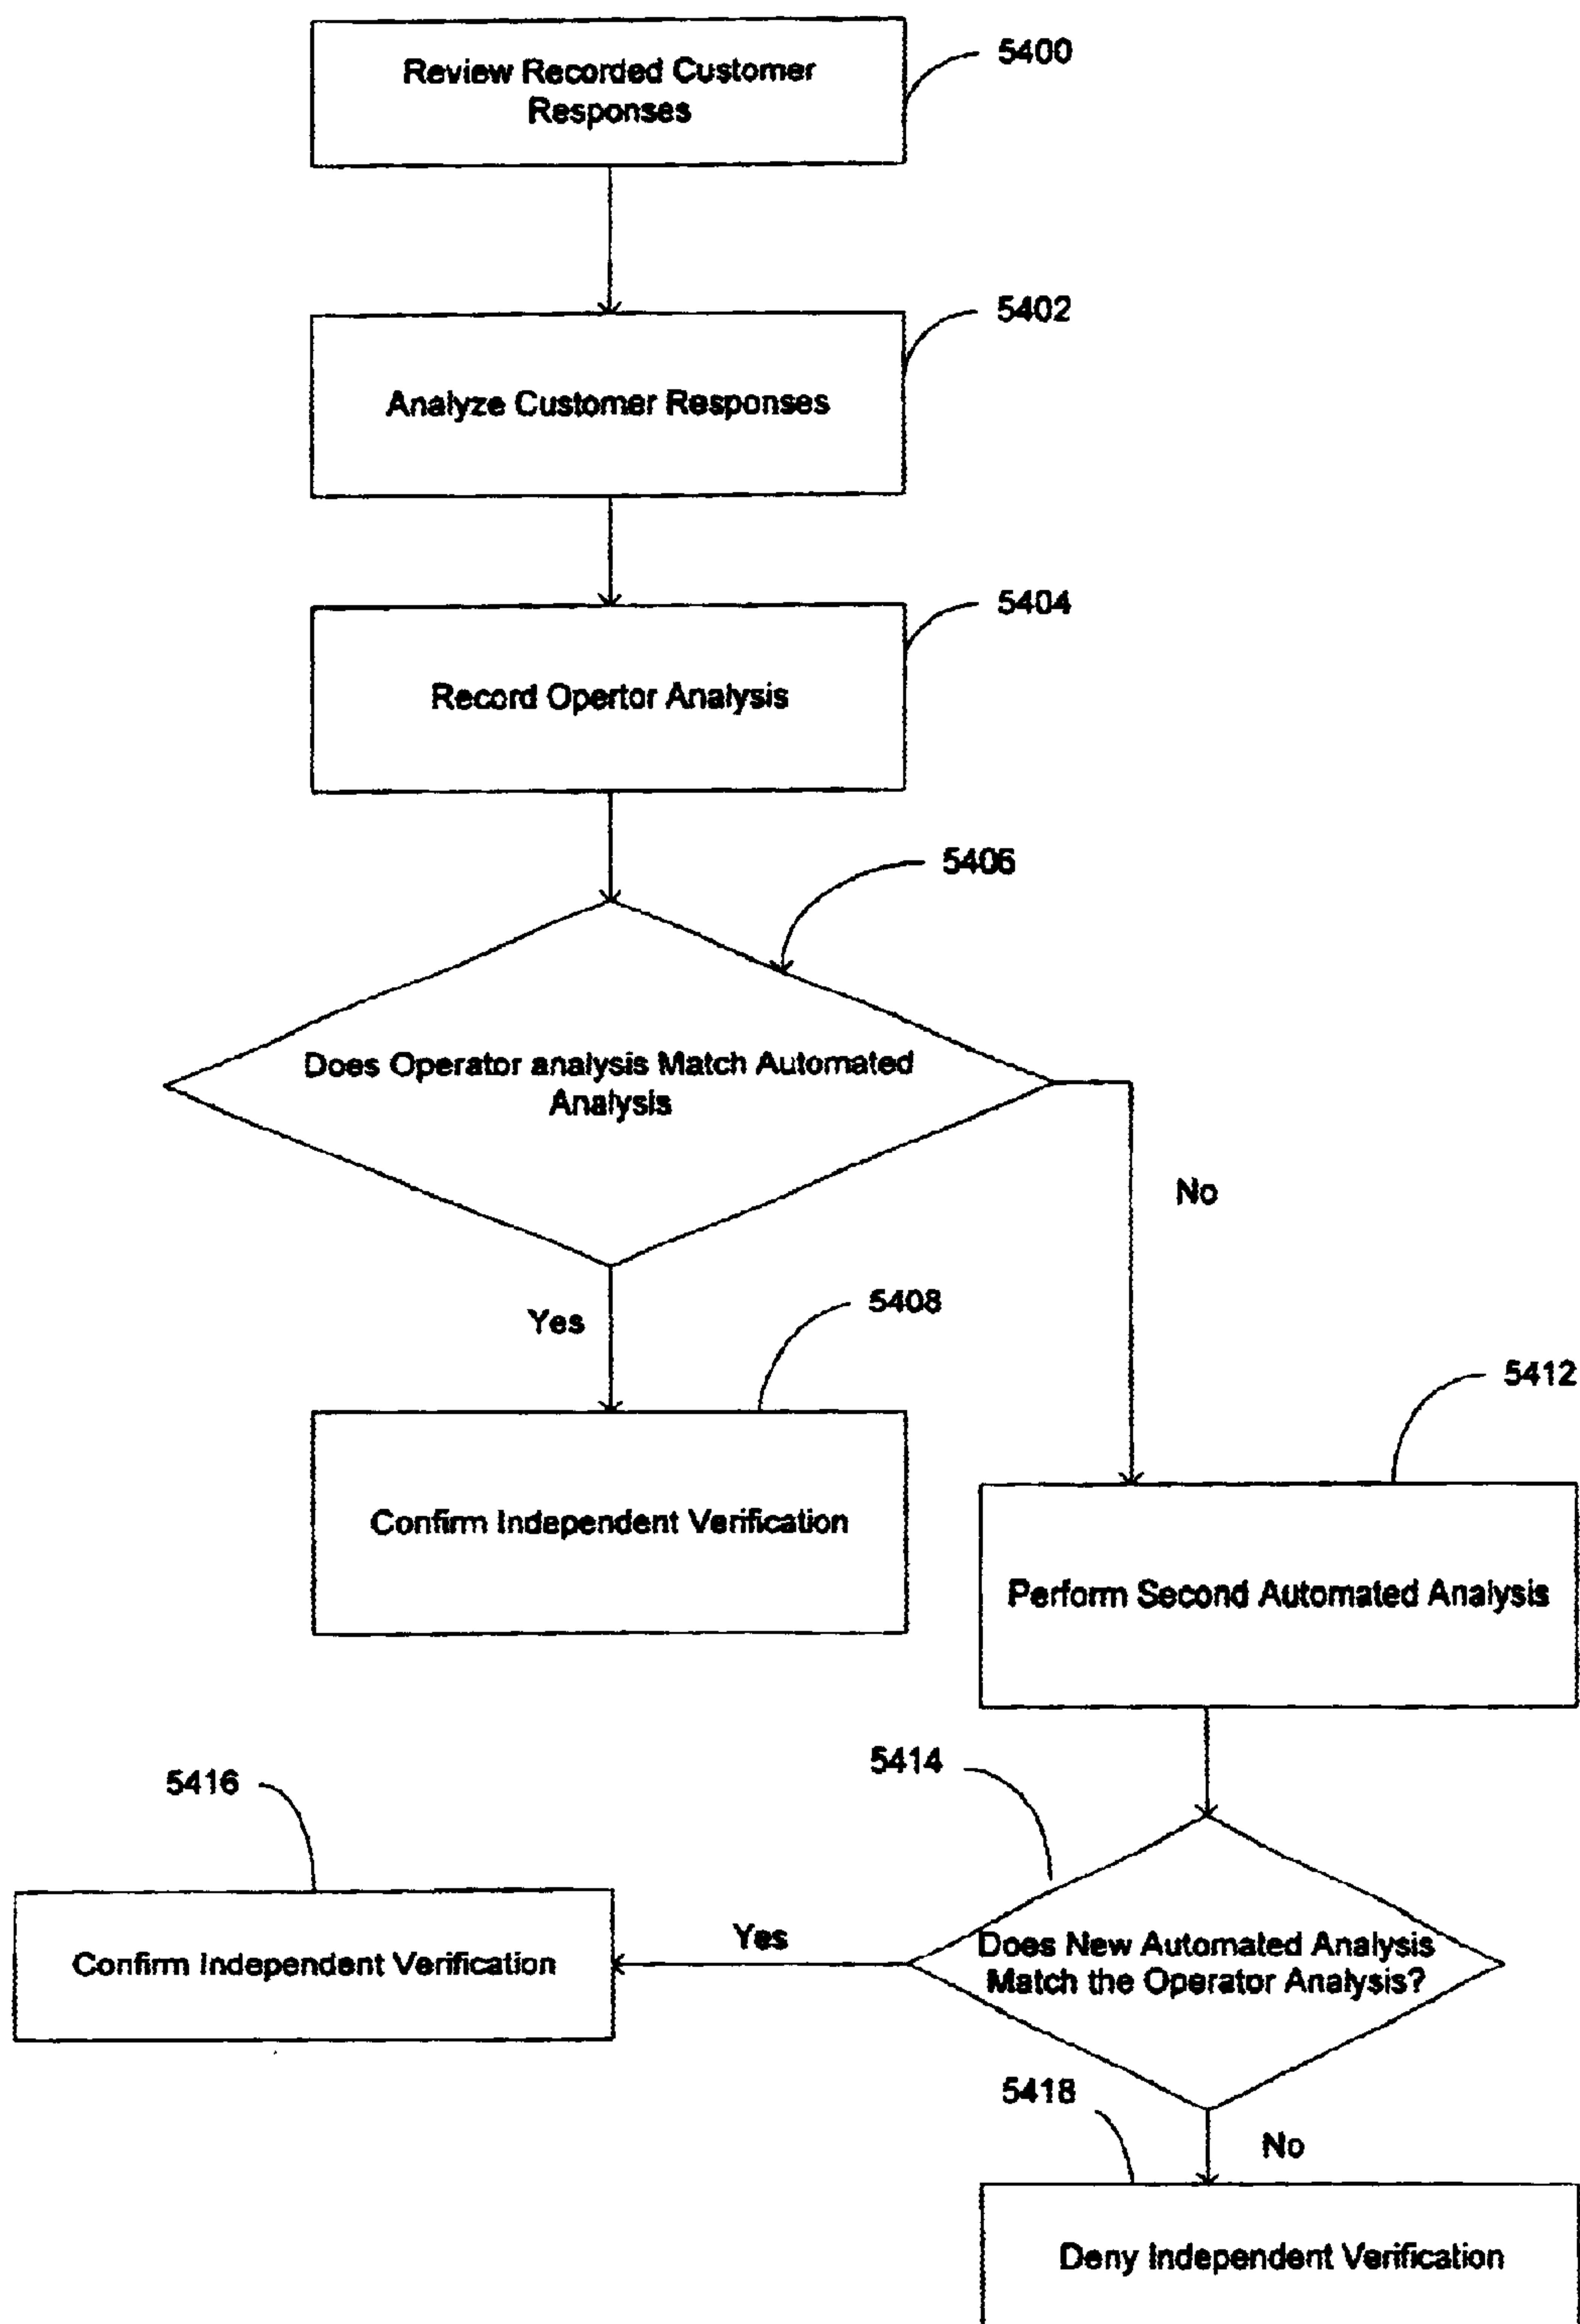 5400
Review Recorded Customer
Responses
5402
Analyze Customer Responses
5404
Record Opertor Analysis
5406
Does Operator analysis Match Automated
Analysis
No
Yes
5408
Confirm Independent Verification
5412
Perform Second Automated Analysis
5414
5416
Does New Automated Analysis
Match the Operator Analysis?
Yes
Confirm Independent Verification
5418
No
Deny Independent Verification